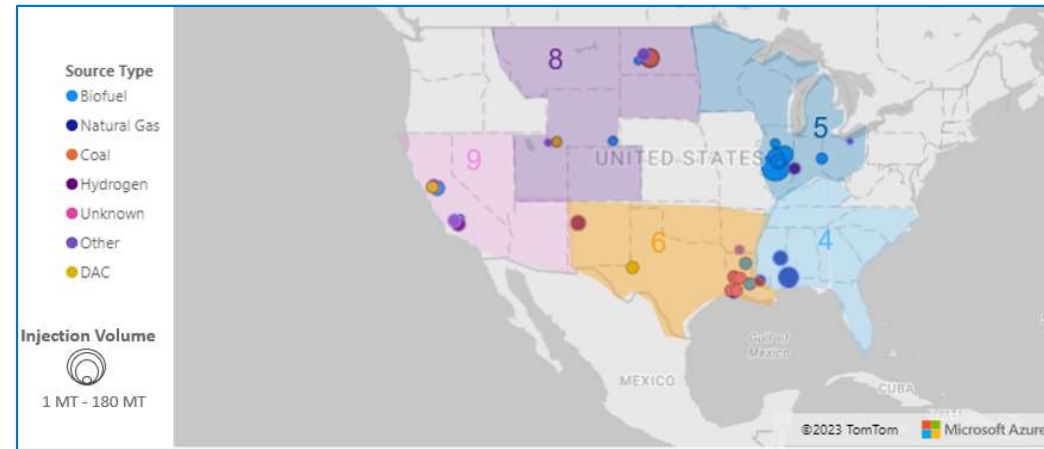 Source Type
Biofuel
Natural Gas
Coal
Hydrogen
Unknown
Other
DAC
Injection Volume
1 MT - 180 MT
8
5
UNITED STATES
9
6
4
Gulf of
Mexico
MEXICO
CUBA
©2023 TomTom
Microsoft Azure